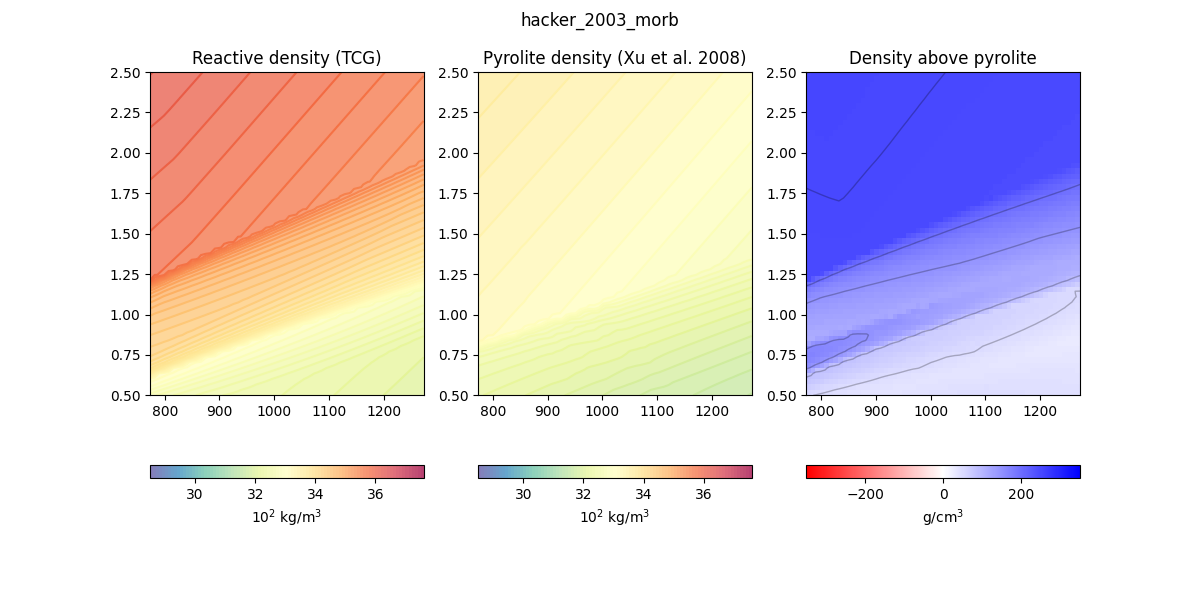 hacker_2003_morb
Reactive density (TCG)
Pyrolite density (Xu et al. 2008)
Density above pyrolite
2.50
2.25
2.00
1.75
1.50
1.25
1.00
0.75
0.50
800 900 1000 1100 1200
2.50
2.25
2.00
1.75
1.50
1.25
1.00
0.75
0.50
800 900 1000 1100 1200
2.50
2.25
2.00
1.75
1.50
1.25
1.00
0.75
0.50
800 900 1000 1100 1200
30 32 34 36
10² kg/m³
30 32 34 36
10² kg/m³
−200 0 200
g/cm³